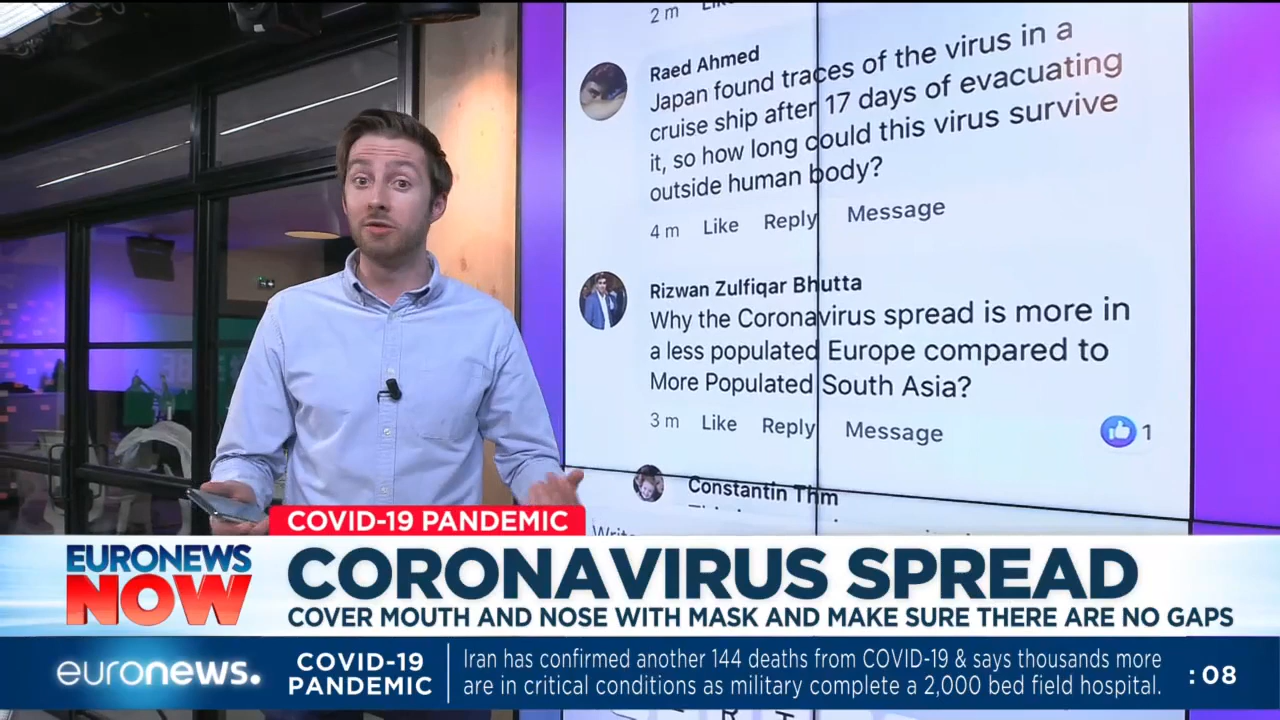 2 m
Raed Ahmed
Japan found traces of the virus in a
cruise ship after 17 days of evacuating
it, so how long could this virus survive
outside human body?
4 m Like Reply Message
Rizwan Zulfiqar Bhutta
Why the Coronavirus spread is more in
a less populated Europe compared to
More Populated South Asia?
3 m Like Reply Message
1
Constantin Thm
COVID-19 PANDEMIC
EURONEWS
NOW
CORONAVIRUS SPREAD
COVER MOUTH AND NOSE WITH MASK AND MAKE SURE THERE ARE NO GAPS
euronews.
COVID-19
PANDEMIC
Iran has confirmed another 144 deaths from COVID-19 & says thousands more
are in critical conditions as military complete a 2,000 bed field hospital.
:08